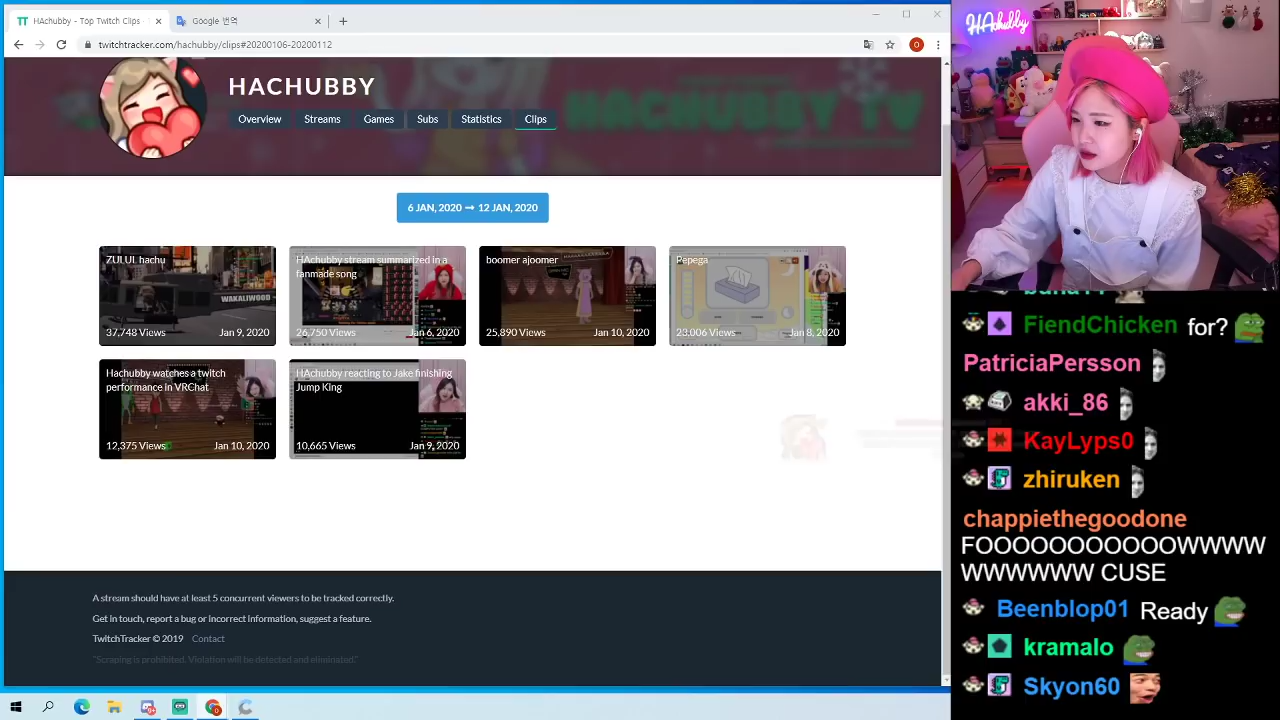 HAchubby - Top Twitch Clips
Google 번역
twitchtracker.com/hachubby/clips#20200106-20200112
HACHUBBY
HACHUBBY TV
Overview
Streams
Games
Subs
Statistics
Clips
6 JAN, 2020 → 12 JAN, 2020
ZULUL hachu
WAKALIWOOD
37,748 Views
Jan 9, 2020
HAchubby stream summarized in a
fanmade song
26,750 Views
Jan 6, 2020
boomer ajoomer
25,890 Views
Jan 10, 2020
Pepega
23,006 Views
Jan 8, 2020
Hachubby watches a twitch
performance in VRChat
12,375 Views
Jan 10, 2020
HAchubby reacting to Jake finishing
Jump King
10,665 Views
Jan 9, 2020
A stream should have at least 5 concurrent viewers to be tracked correctly.
Get in touch, report a bug or incorrect information, suggest a feature.
TwitchTracker © 2019 Contact
"Scraping is prohibited. Violation will be detected and eliminated."
HAchubby
FiendChicken for?
PatriciaPersson
akki_86
KayLyps0
zhiruken
chappiethegoodone
FOOOOOOOOOOOWWWW
WWWWWW CUSE
Beenblop01 Ready
kramalo
Skyon60